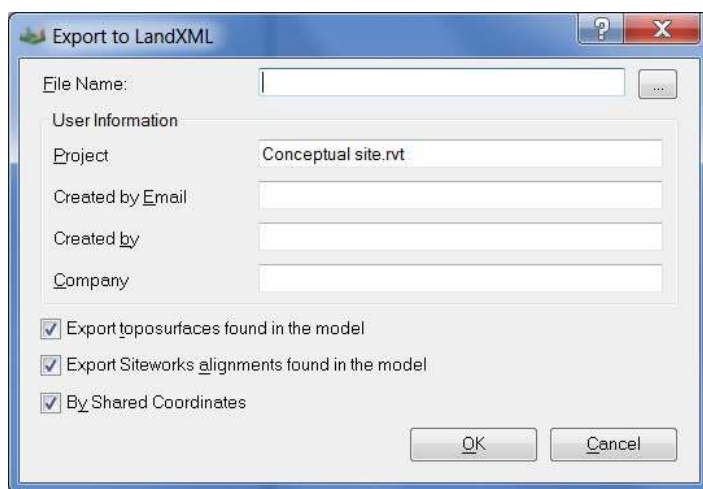 Export to LandXML
File Name:
...
User Information
Project
Conceptual site.rvt
Created by Email
Created by
Company
Export toposurfaces found in the model
Export Siteworks alignments found in the model
By Shared Coordinates
OK
Cancel